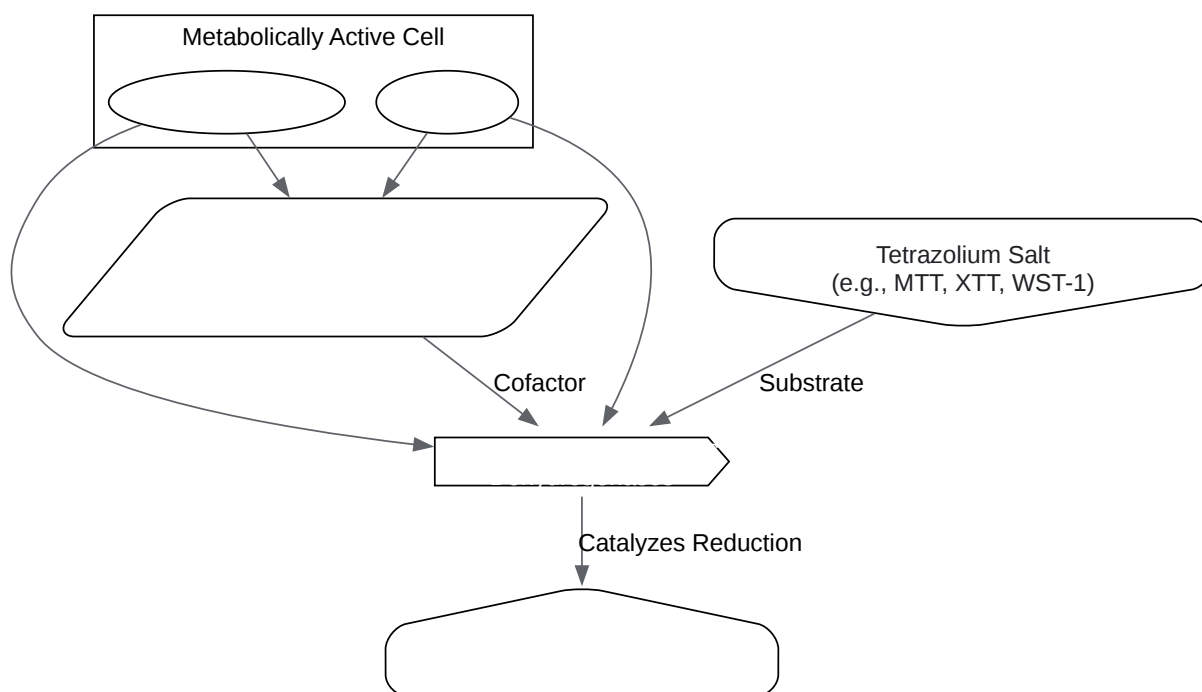 Metabolically Active Cell
Tetrazolium Salt
(e.g., MTT, XTT, WST-1)
Cofactor
Substrate
Catalyzes Reduction